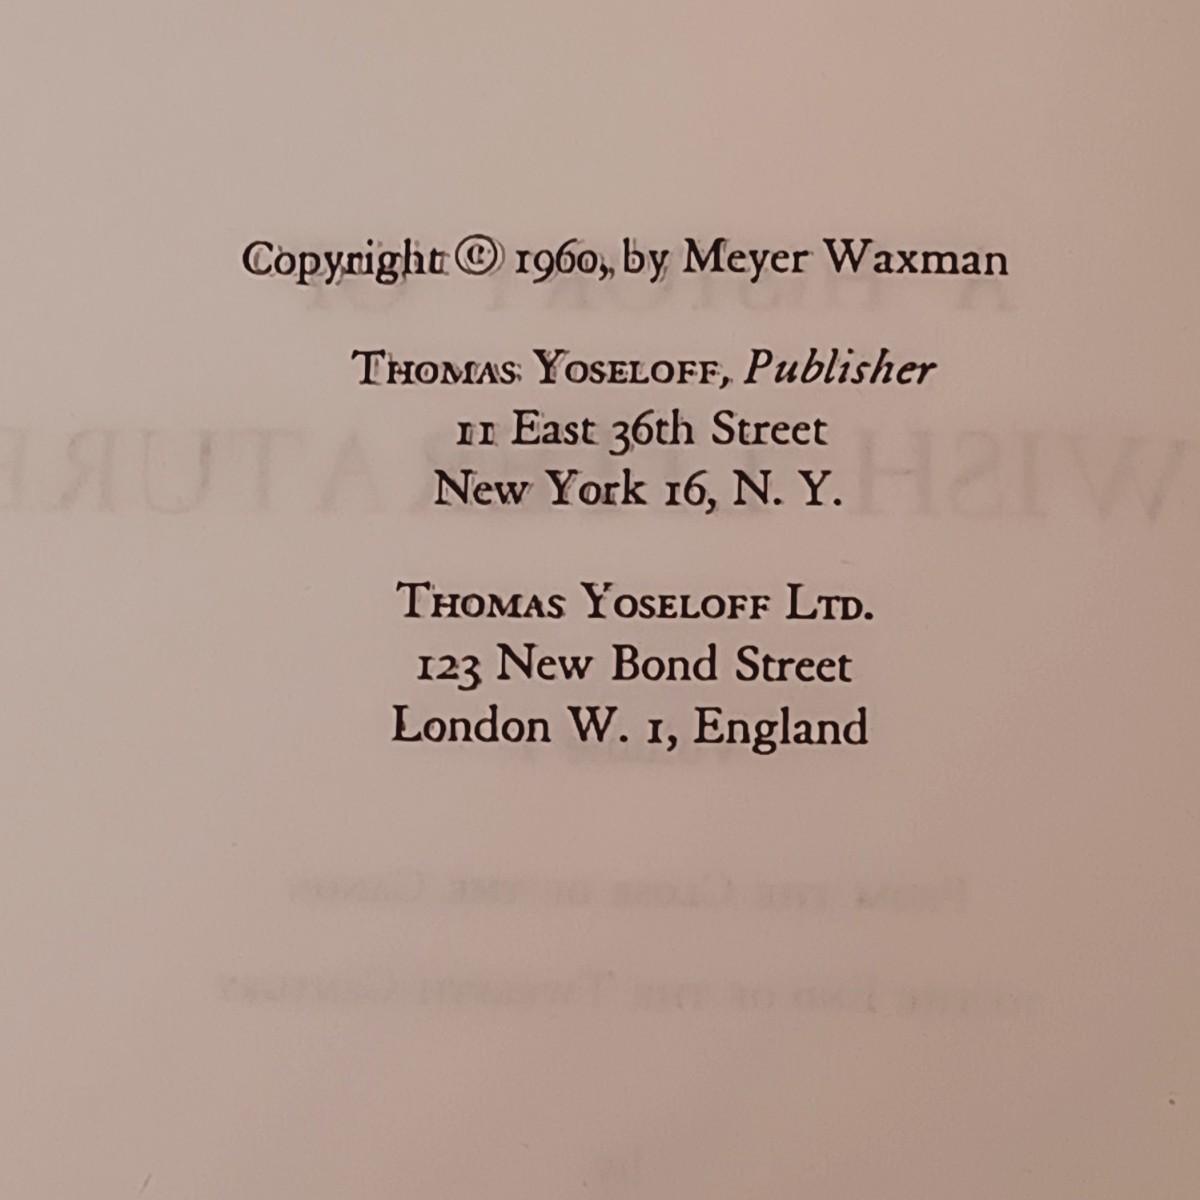 Copyright © 1960, by Meyer Waxman
THOMAS YOSELOFF, Publisher
11 East 36th Street
New York 16, N. Y.
THOMAS YOSELOFF LTD.
123 New Bond Street
London W. 1, England